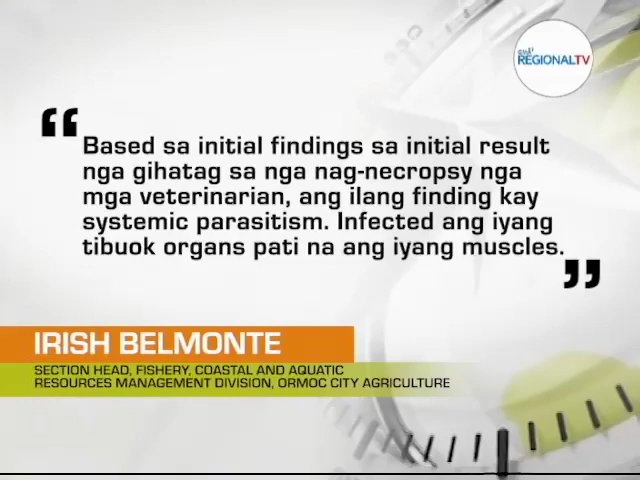 GMA
REGIONALTV
“
Based sa initial findings sa initial result
nga gihatag sa nga nag-necropsy nga
mga veterinarian, ang ilang finding kay
systemic parasitism. Infected ang iyang
tibuok organs pati na ang iyang muscles.
”
IRISH BELMONTE
SECTION HEAD, FISHERY, COASTAL AND AQUATIC
RESOURCES MANAGEMENT DIVISION, ORMOC CITY AGRICULTURE